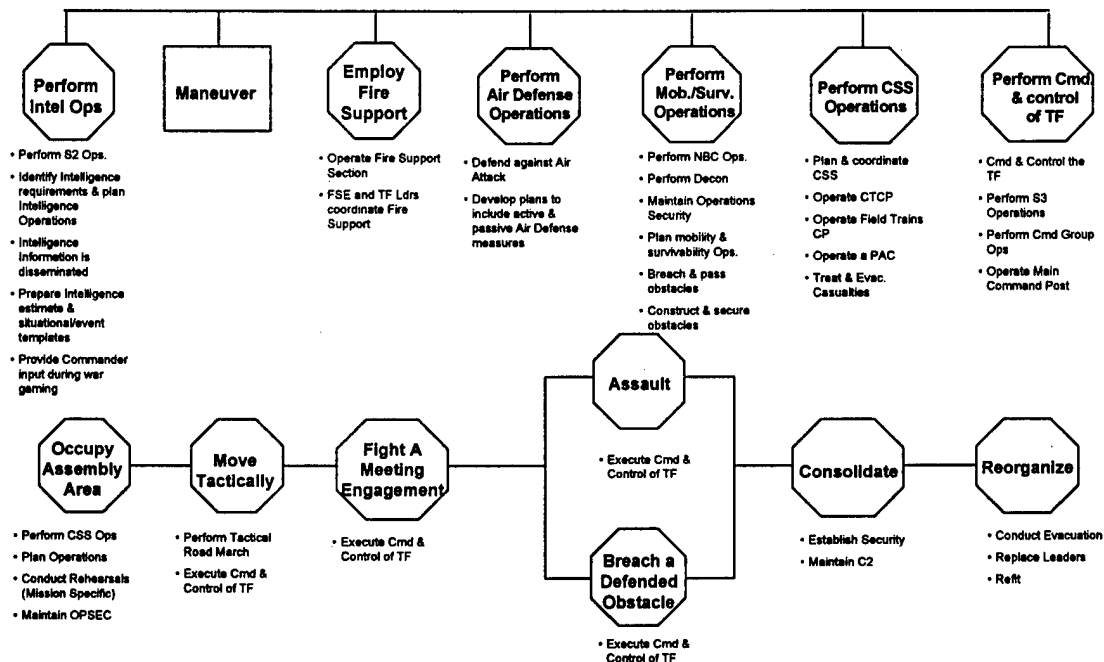 Perform
Intel Ops
• Perform S2 Ops.
• Identify Intelligence
requirements & plan
Intelligence
Operations
• Intelligence
Information is
disseminated
• Prepare Intelligence
estimate &
situational/event
templates
• Provide Commander
input during war
gaming
Maneuver
Employ
Fire
Support
• Operate Fire Support
Section
• FSE and TF Ldrs
coordinate Fire
Support
Perform
Air Defense
Operations
• Defend against Air
Attack
• Develop plans to
include active &
passive Air Defense
measures
Perform
Mob./Surv.
Operations
• Perform NBC Ops.
• Perform Decon
• Maintain Operations
Security
• Plan mobility &
survivability Ops.
• Breach & pass
obstacles
• Construct & secure
obstacles
Perform CSS
Operations
• Plan & coordinate
CSS
• Operate CTCP
• Operate Field Trains
CP
• Operate a PAC
• Treat & Evac.
Casualties
Perform Cmd.
& control
of TF
• Cmd & Control the
TF
• Perform S3
Operations
• Perform Cmd Group
Ops
• Operate Main
Command Post
Occupy
Assembly
Area
• Perform CSS Ops
• Plan Operations
• Conduct Rehearsals
(Mission Specific)
• Maintain OPSEC
Move
Tactically
• Perform Tactical
Road March
• Execute Cmd &
Control of TF
Fight A
Meeting
Engagement
• Execute Cmd &
Control of TF
Assault
• Execute Cmd &
Control of TF
Breach a
Defended
Obstacle
• Execute Cmd &
Control of TF
Consolidate
• Establish Security
• Maintain C2
Reorganize
• Conduct Evacuation
• Replace Leaders
• Refit